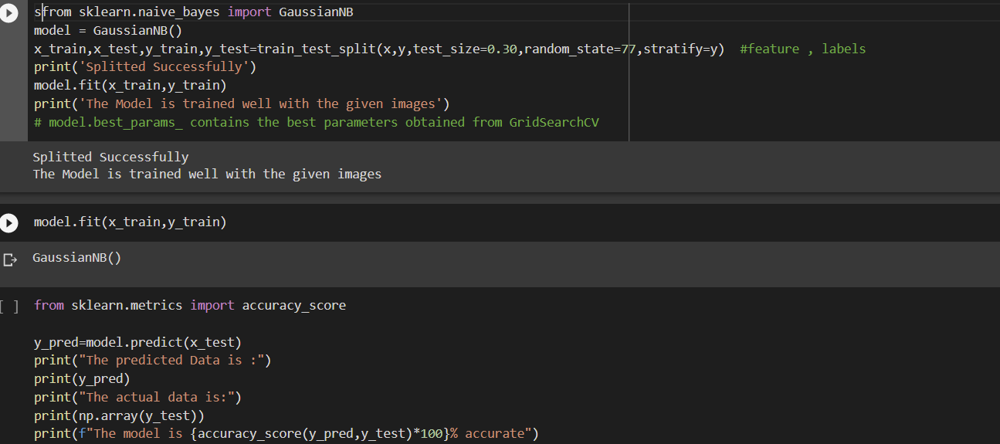 sfrom sklearn.naive_bayes import GaussianNB
model = GaussianNB()
x_train,x_test,y_train,y_test=train_test_split(x,y,test_size=0.30,random_state=77,stratify=y)  #feature , labels
print('Splitted Successfully')
model.fit(x_train,y_train)
print('The Model is trained well with the given images')
# model.best_params_ contains the best parameters obtained from GridSearchCV
Splitted Successfully
The Model is trained well with the given images
model.fit(x_train,y_train)
GaussianNB()
[ ] from sklearn.metrics import accuracy_score
y_pred=model.predict(x_test)
print("The predicted Data is :")
print(y_pred)
print("The actual data is:")
print(np.array(y_test))
print(f"The model is {accuracy_score(y_pred,y_test)*100}% accurate")